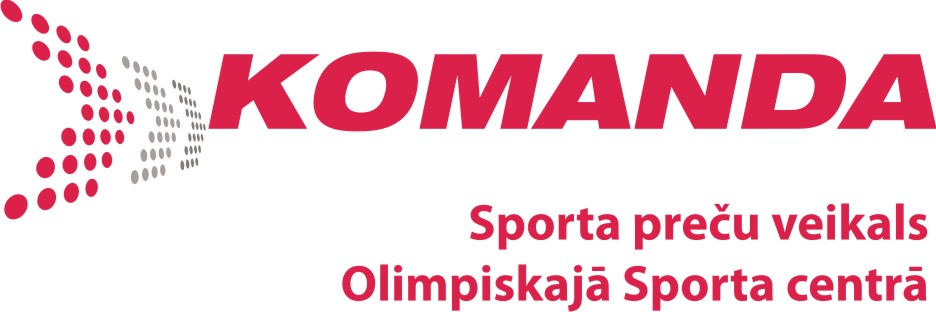 KOMANDA
Sporta preču veikals
Olimpiskajā Sporta centrā